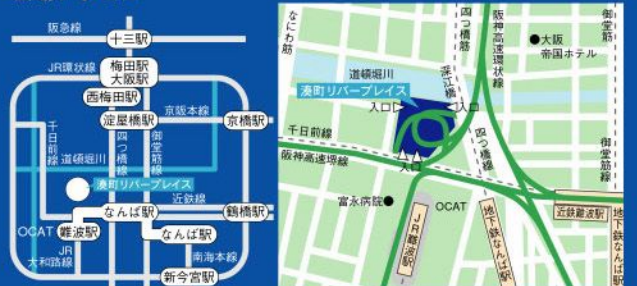 阪急線
十三駅
JR環状線
梅田駅
大阪駅
西梅田駅
京阪本線
淀屋橋駅
京橋駅
千日前線
四つ橋線
御堂筋線
道頓堀川
湊町リバープレイス
近鉄線
なんば駅
鶴橋駅
OCAT
難波駅
なんば駅
JR
大和路線
南海本線
新今宮駅
なにわ筋
四つ橋筋
阪神高速環状線
御堂筋
大阪
帝国ホテル
道頓堀川
深江橋
湊町リバープレイス
入口
入口
千日前線
四つ橋線
御堂筋線
阪神高速堺線
入口
富永病院
OCAT
近鉄難波駅
JR難波駅
地下鉄なんば駅
地下鉄なんば駅